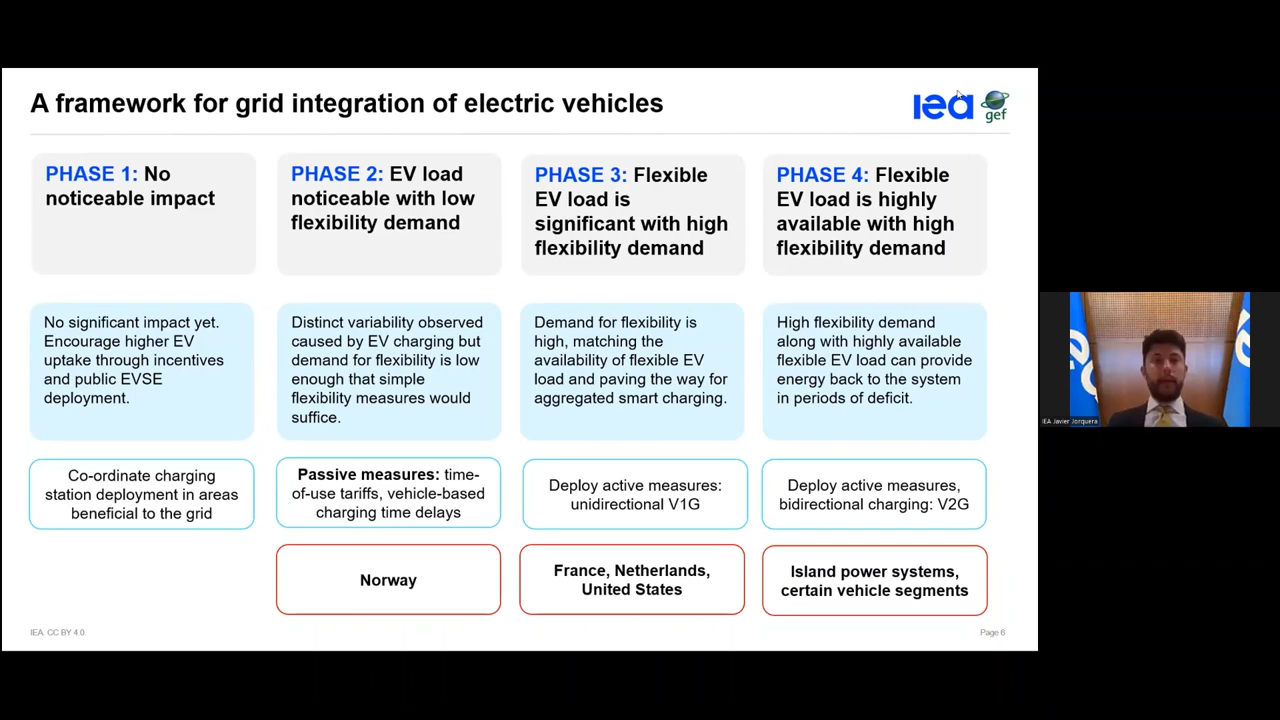 A framework for grid integration of electric vehicles
iea
gef
PHASE 1: No
noticeable impact
PHASE 2: EV load
noticeable with low
flexibility demand
PHASE 3: Flexible
EV load is
significant with high
flexibility demand
PHASE 4: Flexible
EV load is highly
available with high
flexibility demand
No significant impact yet.
Encourage higher EV
uptake through incentives
and public EVSE
deployment.
Distinct variability observed
caused by EV charging but
demand for flexibility is low
enough that simple
flexibility measures would
suffice.
Demand for flexibility is
high, matching the
availability of flexible EV
load and paving the way for
aggregated smart charging.
High flexibility demand
along with highly available
flexible EV load can provide
energy back to the system
in periods of deficit.
Co-ordinate charging
station deployment in areas
beneficial to the grid
Passive measures: time-
of-use tariffs, vehicle-based
charging time delays
Deploy active measures:
unidirectional V1G
Deploy active measures,
bidirectional charging: V2G
Norway
France, Netherlands,
United States
Island power systems,
certain vehicle segments
IEA. CC BY 4.0.
Page 6
IEA Javier Jorquera